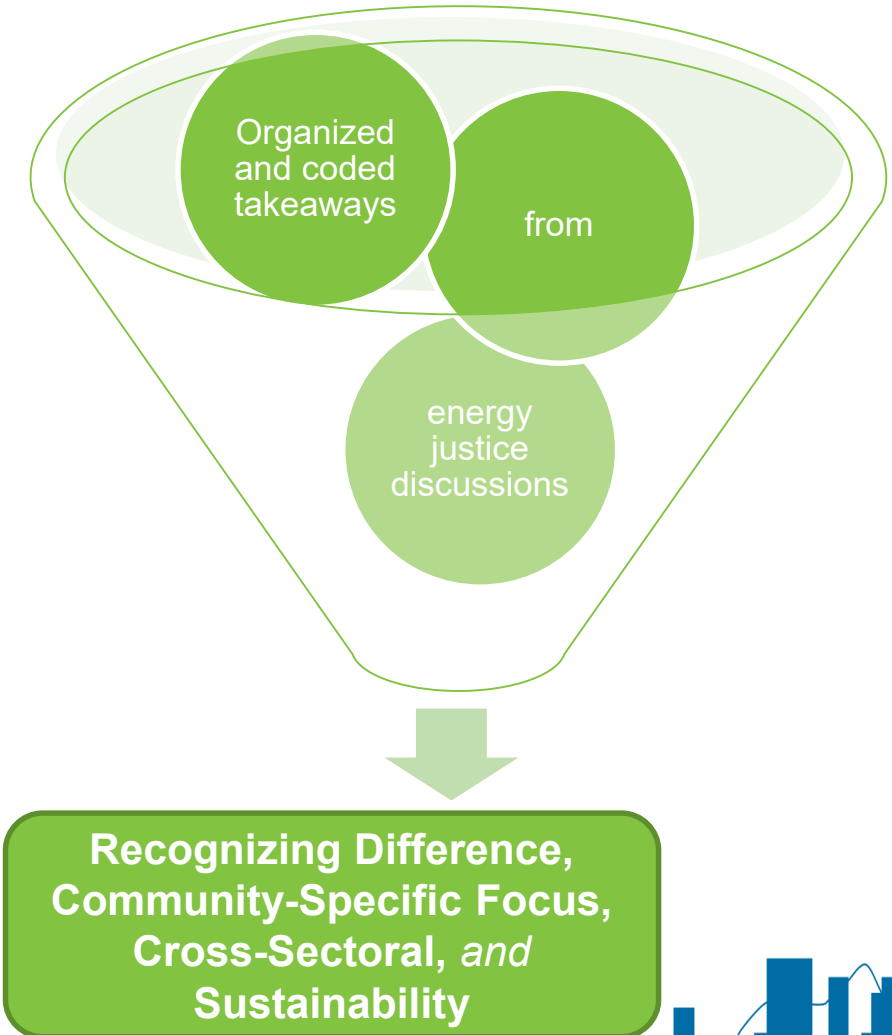 Organized
and coded
takeaways
from
energy
justice
discussions
Recognizing Difference,
Community-Specific Focus,
Cross-Sectoral, and
Sustainability